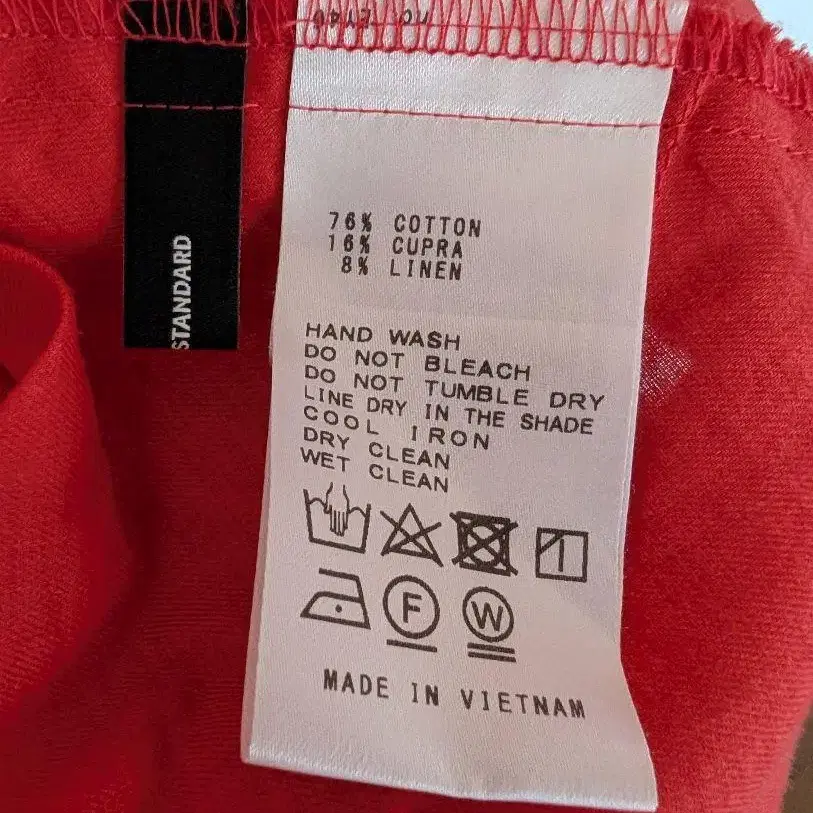 STANDARD
76% COTTON
16% CUPRA
8% LINEN
HAND WASH
DO NOT BLEACH
DO NOT TUMBLE DRY
LINE DRY IN THE SHADE
COOL IRON
DRY CLEAN
WET CLEAN
F
W
MADE IN VIETNAM